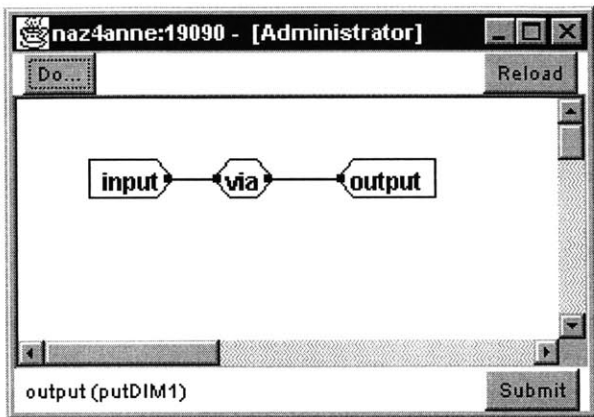 naz4anne:19090 - [Administrator]
Do... Reload
input via output
output (putDIM1) Submit